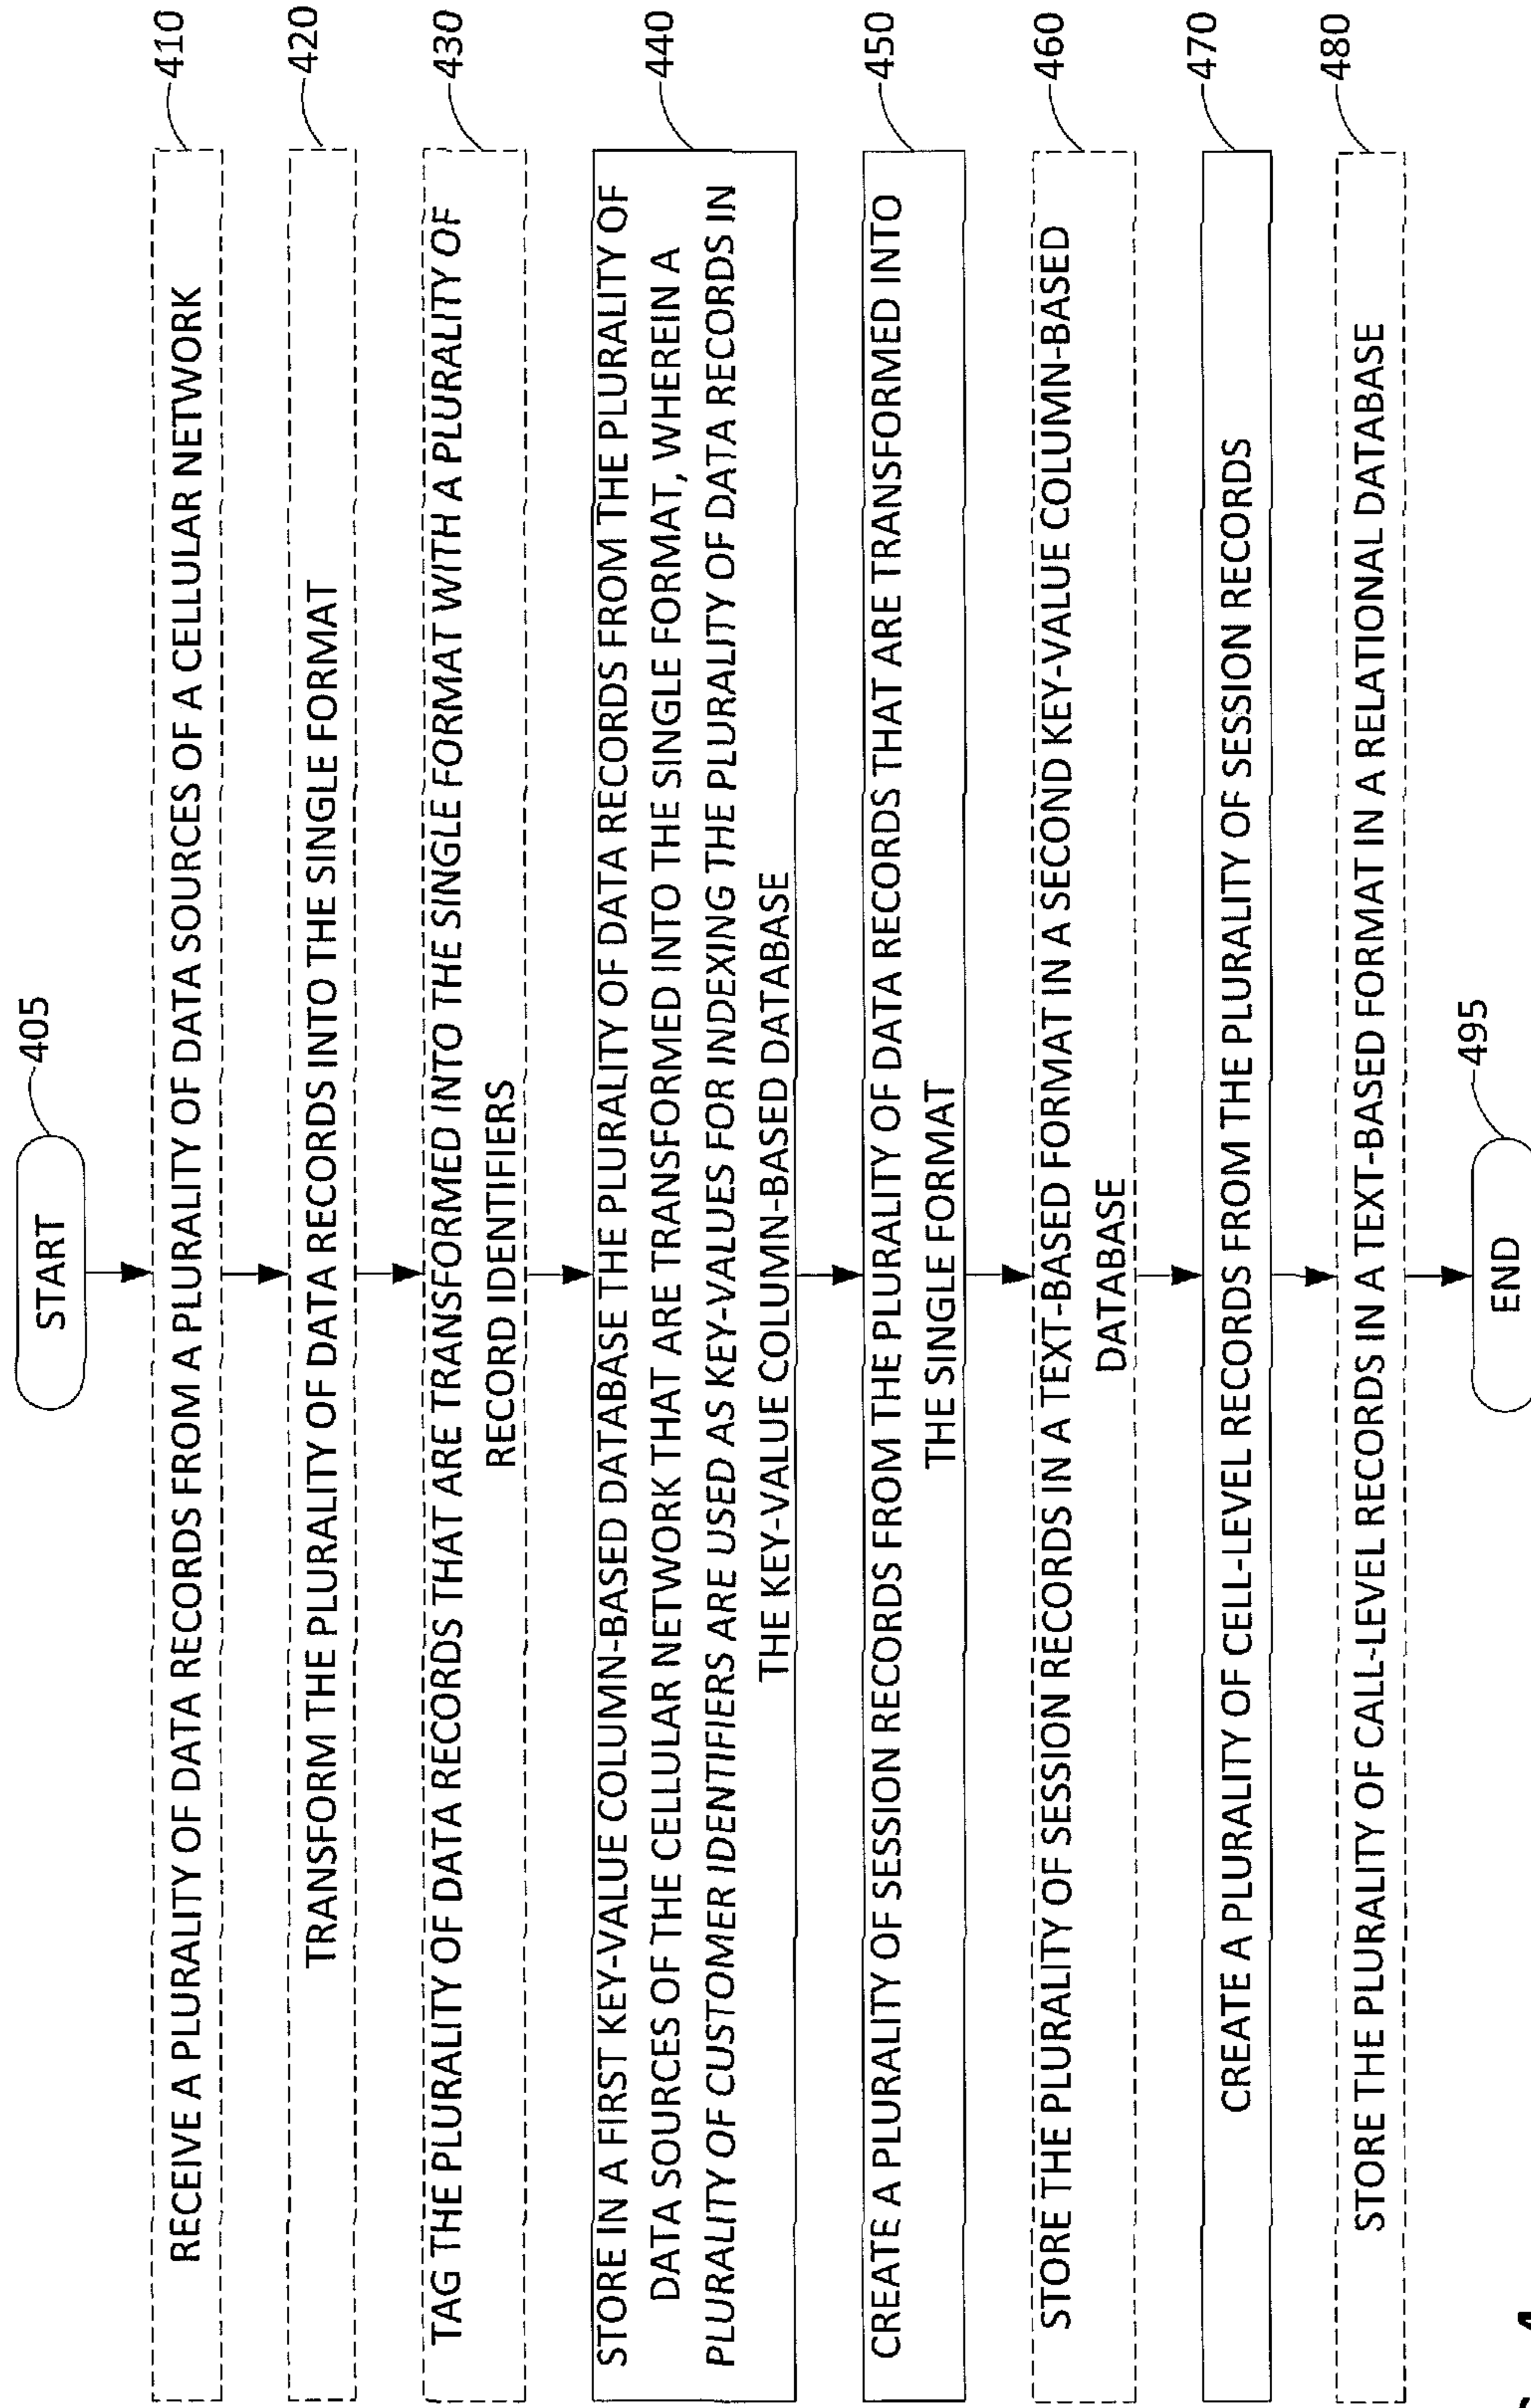 START
405
RECEIVE A PLURALITY OF DATA RECORDS FROM A PLURALITY OF DATA SOURCES OF A CELLULAR NETWORK
410
TRANSFORM THE PLURALITY OF DATA RECORDS INTO THE SINGLE FORMAT
420
TAG THE PLURALITY OF DATA RECORDS THAT ARE TRANSFORMED INTO THE SINGLE FORMAT WITH A PLURALITY OF
RECORD IDENTIFIERS
430
STORE IN A FIRST KEY-VALUE COLUMN-BASED DATABASE THE PLURALITY OF DATA RECORDS FROM THE PLURALITY OF
DATA SOURCES OF THE CELLULAR NETWORK THAT ARE TRANSFORMED INTO THE SINGLE FORMAT, WHEREIN A
PLURALITY OF CUSTOMER IDENTIFIERS ARE USED AS KEY-VALUES FOR INDEXING THE PLURALITY OF DATA RECORDS IN
THE KEY-VALUE COLUMN-BASED DATABASE
440
CREATE A PLURALITY OF SESSION RECORDS FROM THE PLURALITY OF DATA RECORDS THAT ARE TRANSFORMED INTO
THE SINGLE FORMAT
450
STORE THE PLURALITY OF SESSION RECORDS IN A TEXT-BASED FORMAT IN A SECOND KEY-VALUE COLUMN-BASED
DATABASE
460
CREATE A PLURALITY OF CELL-LEVEL RECORDS FROM THE PLURALITY OF SESSION RECORDS
470
STORE THE PLURALITY OF CALL-LEVEL RECORDS IN A TEXT-BASED FORMAT IN A RELATIONAL DATABASE
480
END
495